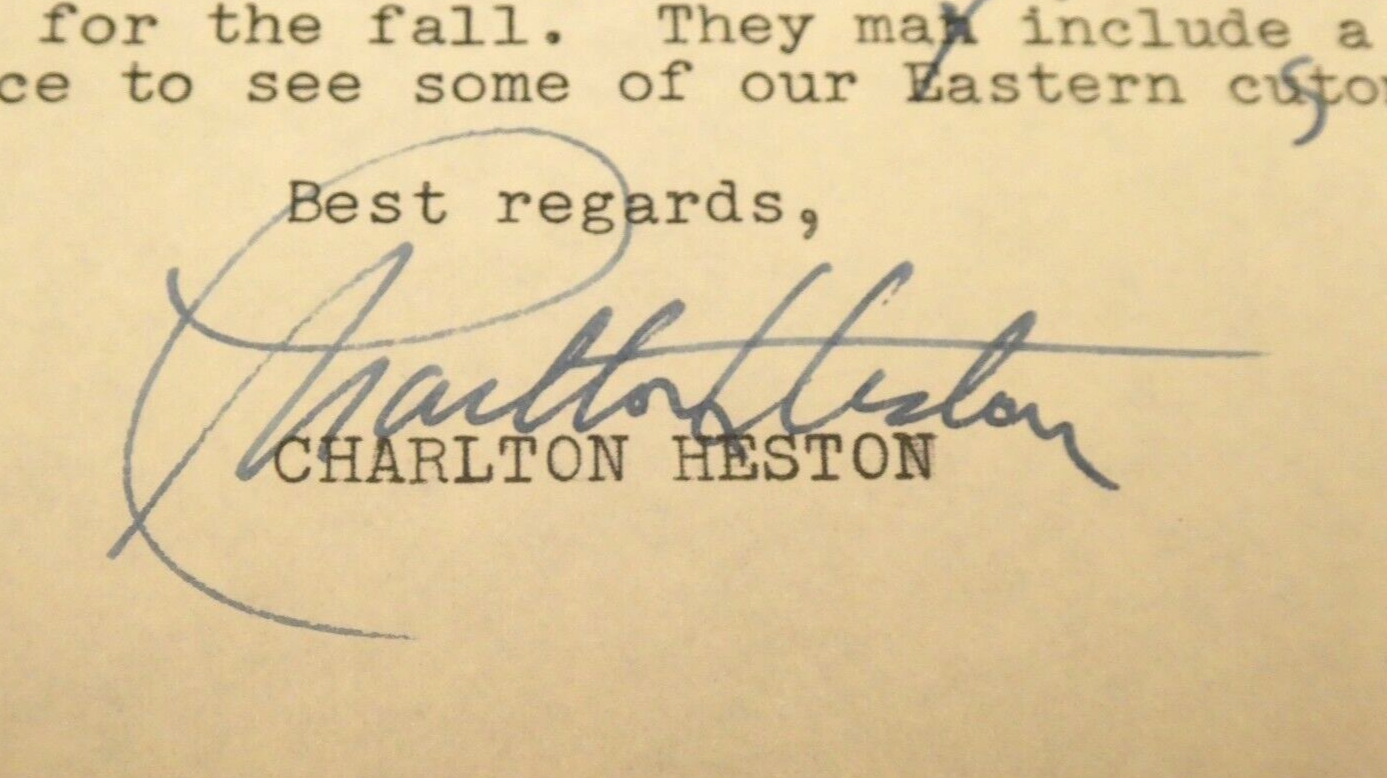 for the fall. They may include a
ce to see some of our Eastern custo
Best regards,
Charlton Heston
CHARLTON HESTON